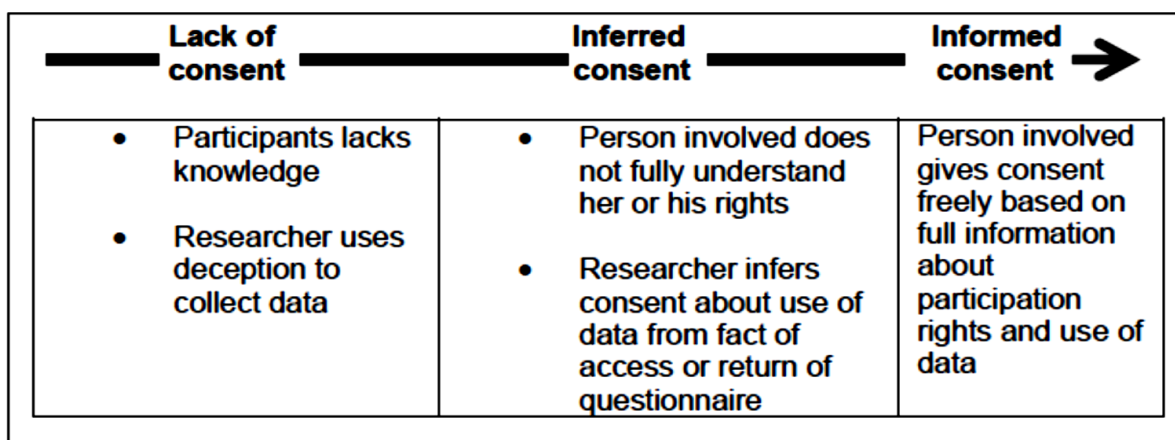 Lack of consent
Inferred consent
Informed consent
• Participants lacks
knowledge
• Researcher uses
deception to
collect data
• Person involved does
not fully understand
her or his rights
• Researcher infers
consent about use of
data from fact of
access or return of
questionnaire
Person involved
gives consent
freely based on
full information
about
participation
rights and use of
data